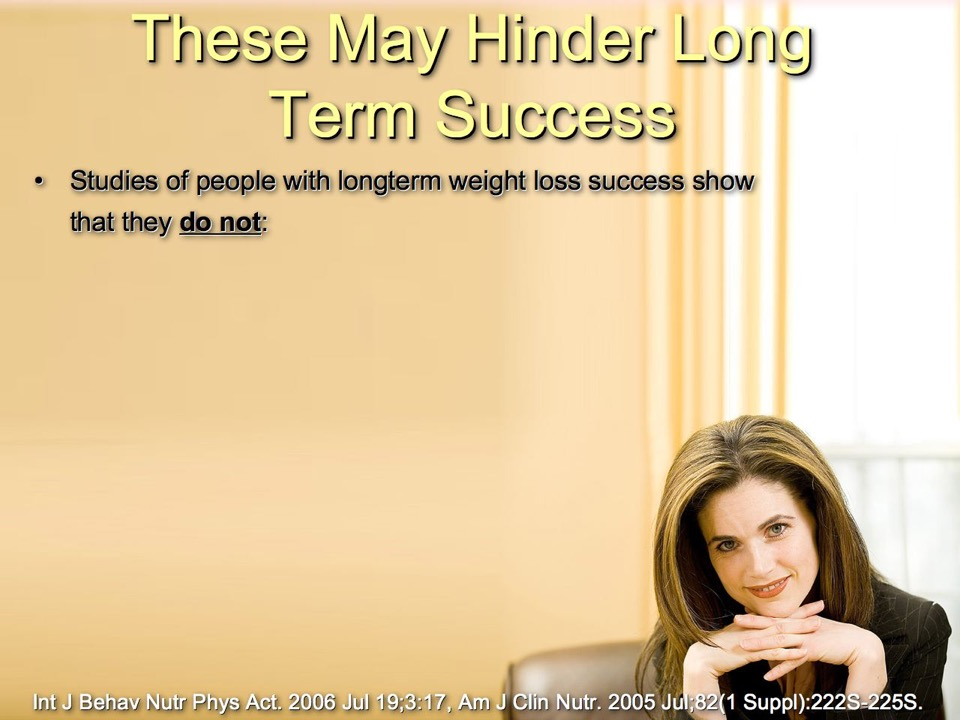 These May Hinder Long
Term Success
• Studies of people with longterm weight loss success show
that they do not:
Int J Behav Nutr Phys Act. 2006 Jul 19;3:17, Am J Clin Nutr. 2005 Jul;82(1 Suppl):222S-225S.